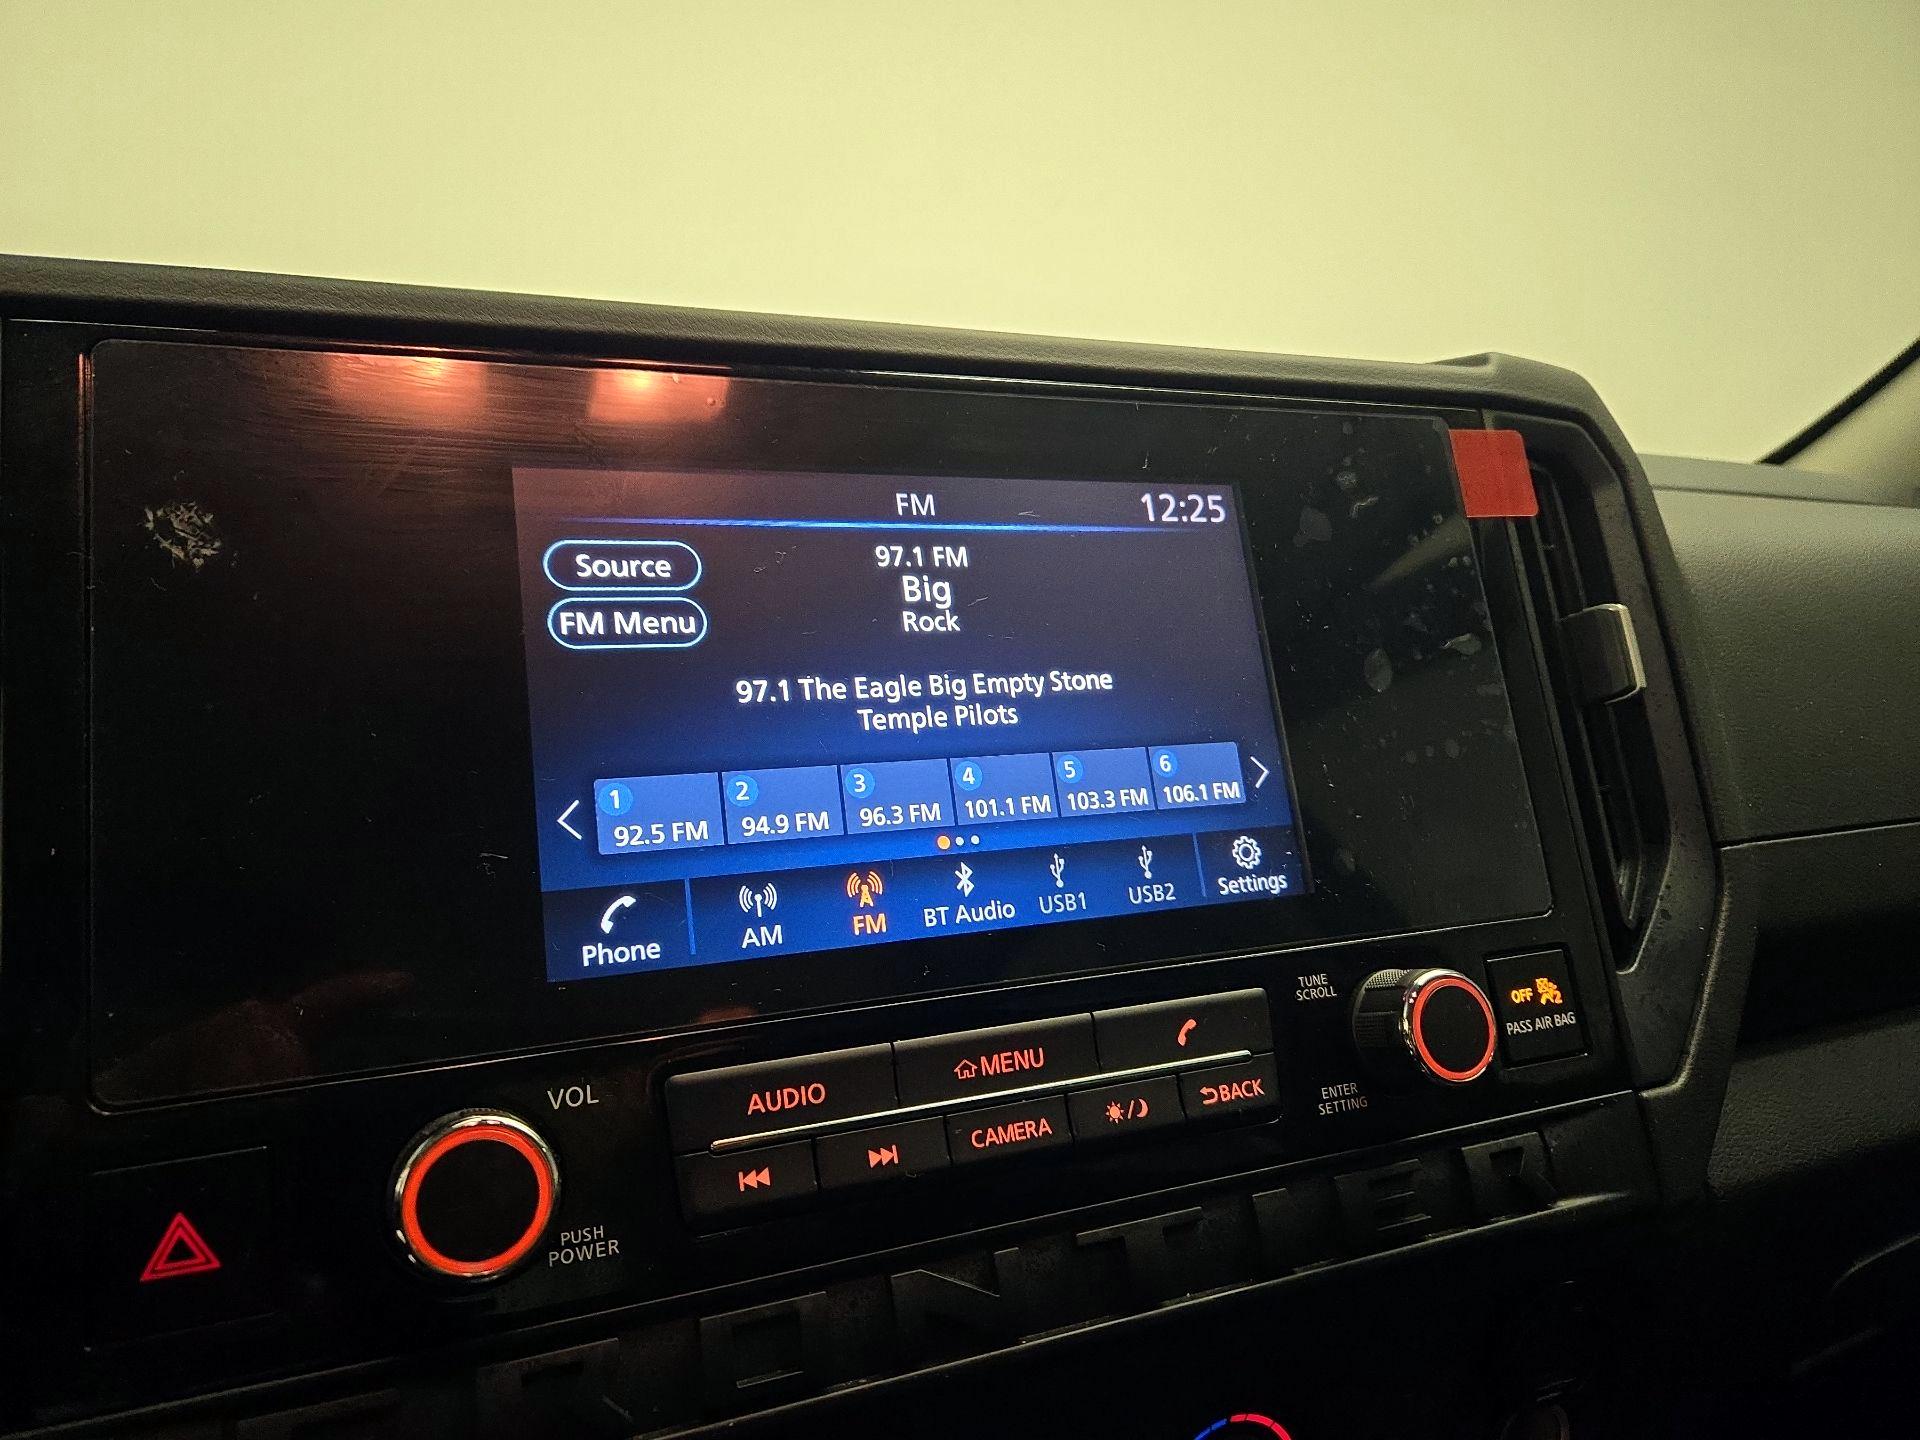 FM
12:25
Source
97.1 FM
Big
FM Menu
Rock
97.1 The Eagle Big Empty Stone
Temple Pilots
1
92.5 FM
2
94.9 FM
3
96.3 FM
4
101.1 FM
5
103.3 FM
6
106.1 FM
Phone
AM
FM
BT Audio
USB1
USB2
Settings
TUNE
SCROLL
OFF 2
PASS AIR BAG
VOL
AUDIO
MENU
CAMERA
BACK
ENTER
SETTING
PUSH
POWER
FRONTIER